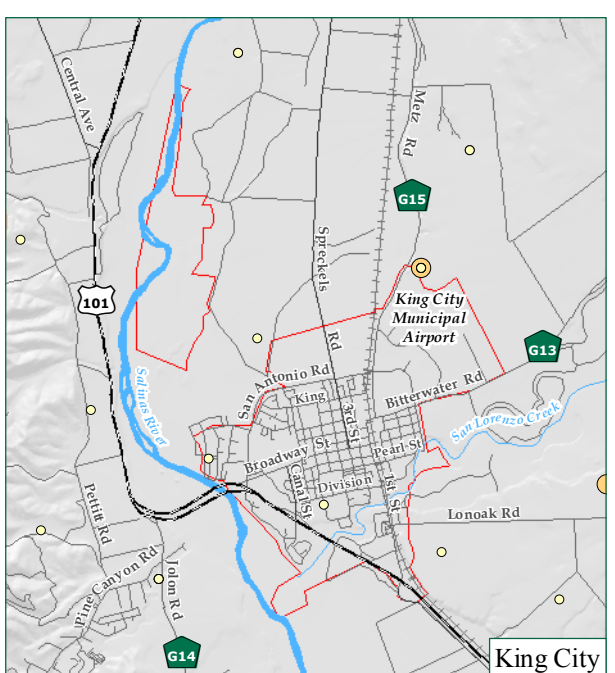 Central Ave
Metz Rd
G15
Spreckels Rd
101
King City
Municipal
Airport
G13
San Antonio Rd
King
Bitterwater Rd
Salinas River
3rd St
San Lorenzo Creek
Broadway St
Pearl St
Canal St
Division
1st St
Pettitt Rd
Lonoak Rd
Pine Canyon Rd
Jolon Rd
G14
King City